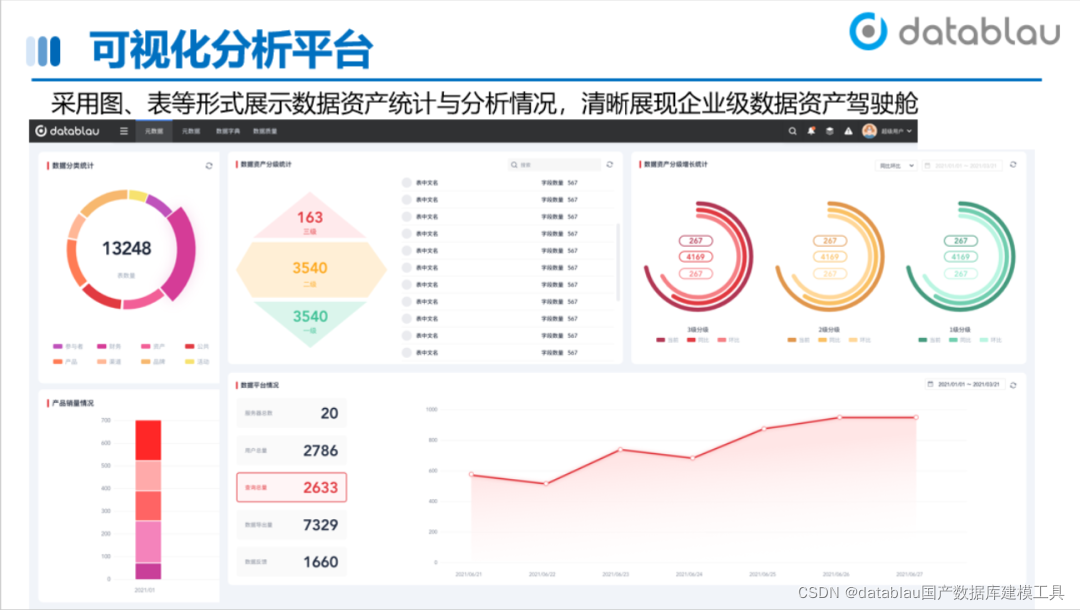 可视化分析平台
datablau
采用图、表等形式展示数据资产统计与分析情况，清晰展现企业级数据资产驾驶舱
datablau
元数据
元数据
数据字典
数据质量
超级用户
数据分类统计
13248
表数量
参与者
财务
资产
公共
产品
渠道
品牌
活动
数据资产分级统计
搜索
163
三级
3540
二级
3540
一级
表中文名 字段数量 567
表中文名 字段数量 567
表中文名 字段数量 567
表中文名 字段数量 567
表中文名 字段数量 567
表中文名 字段数量 567
表中文名 字段数量 567
表中文名 字段数量 567
表中文名 字段数量 567
表中文名 字段数量 567
表中文名 字段数量 567
数据资产分级增长统计
同比环比
2021/01/01 ~ 2021/03/01
267
4169
267
3级分级
当前 同比 环比
267
4169
267
2级分级
当前 同比 环比
267
4169
267
1级分级
当前 同比 环比
产品销量情况
700
600
500
400
300
200
100
0
2021/01
数据平台情况
2021/01/01 ~ 2021/03/21
服务器总数 20
用户总量 2786
查询总量 2633
数据导出量 7329
数据反馈 1660
1000
800
600
400
200
0
2021/06/21
2021/06/22
2021/06/23
2021/06/24
2021/06/25
2021/06/26
2021/06/27
CSDN @datablau国产数据库建模工具